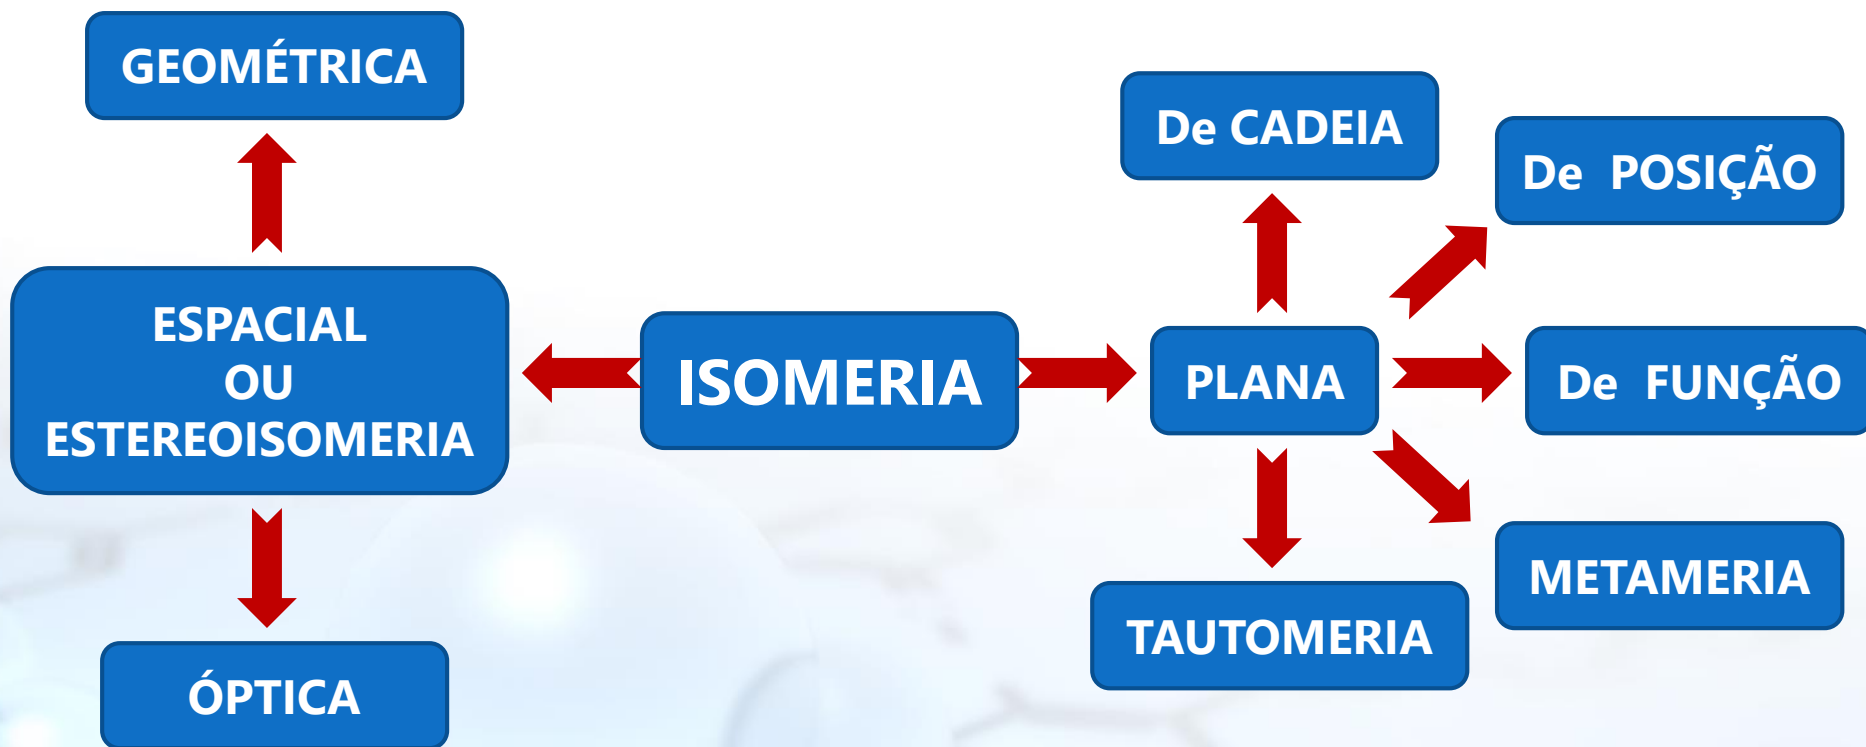 GEOMÉTRICA
De CADEIA
De POSIÇÃO
ESPACIAL
OU
ESTEREOISOMERIA
ISOMERIA
PLANA
De FUNÇÃO
METAMERIA
TAUTOMERIA
ÓPTICA